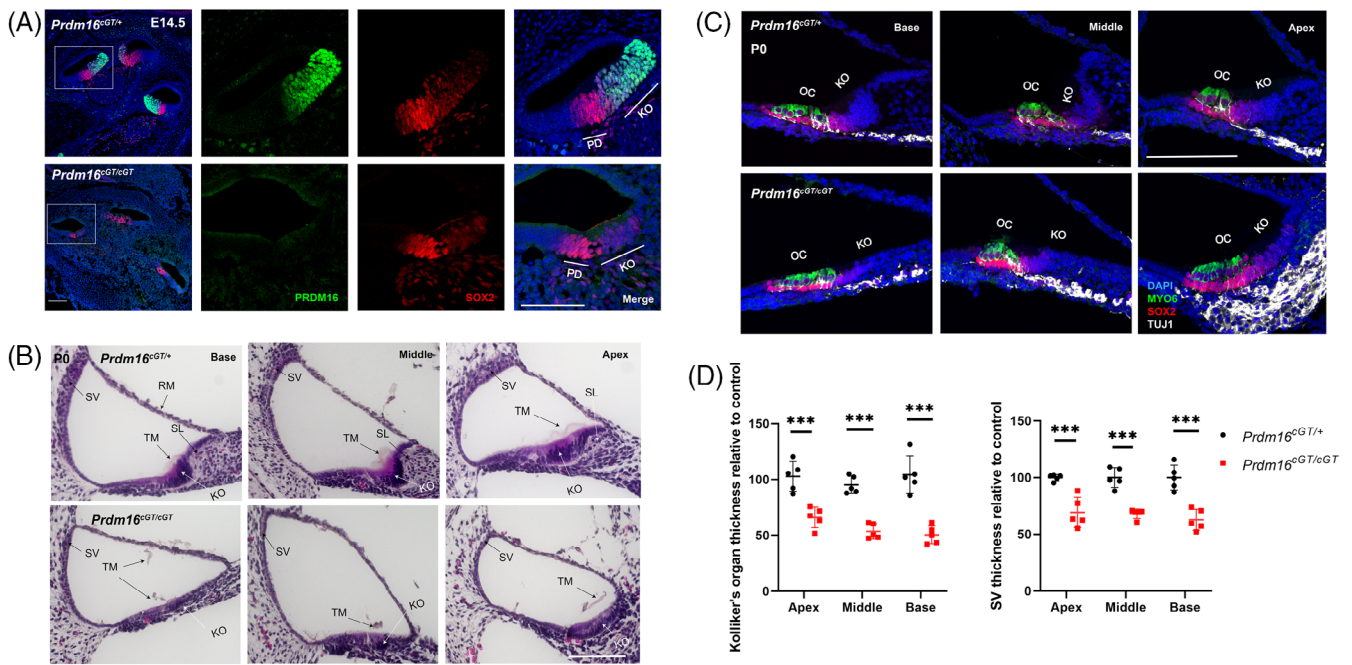 (A)
Prdm16cGT/+ E14.5
PD
KO
Prdm16cGT/cGT
PRDM16
SOX2
PD
KO
Merge
(B)
P0 Prdm16cGT/+ Base
SV
RM
TM
SL
KO
Middle
SV
TM
SL
KO
Apex
SV
SL
TM
KO
Prdm16cGT/cGT
SV
TM
KO
TM
KO
SV
TM
KO
(C)
Prdm16cGT/+ Base
P0
OC
KO
Middle
OC
KO
Apex
OC
KO
Prdm16cGT/cGT
OC
KO
OC
KO
OC
KO
DAPI
MYO6
SOX2
TUJ1
(D)
Kolliker's organ thickness relative to control
150
100
50
0
***
***
***
Apex Middle Base
SV thickness relative to control
150
100
50
0
***
***
***
Apex Middle Base
Prdm16cGT/+
Prdm16cGT/cGT